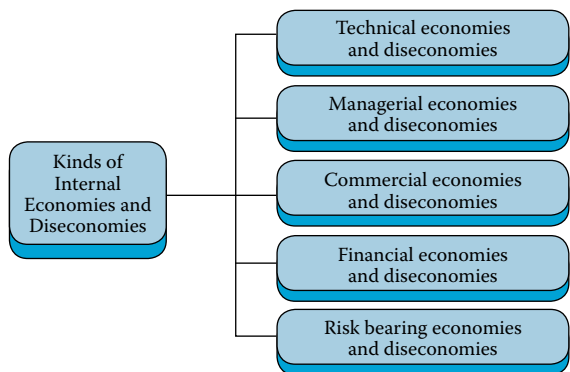 Kinds of
Internal
Economies and
Diseconomies
Technical economies
and diseconomies
Managerial economies
and diseconomies
Commercial economies
and diseconomies
Financial economies
and diseconomies
Risk bearing economies
and diseconomies